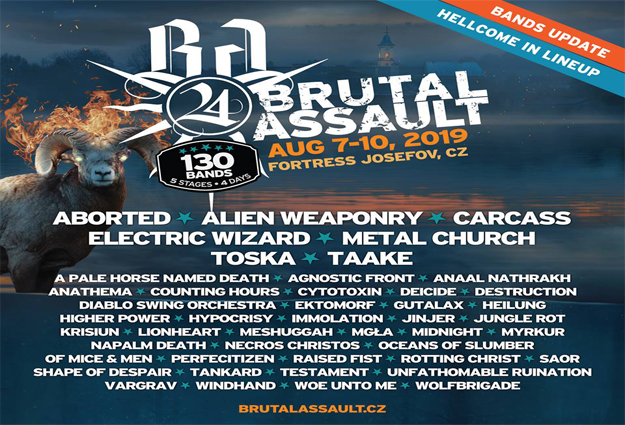 BANDS UPDATE
HELLCOME IN LINEUP
BA
24
BRUTAL
ASSAULT
AUG 7-10, 2019
FORTRESS JOSEFOV, CZ
130
BANDS
5 STAGES • 4 DAYS
ABORTED ★ ALIEN WEAPONRY ★ CARCASS
ELECTRIC WIZARD ★ METAL CHURCH
TOSKA ★ TAAKE
A PALE HORSE NAMED DEATH ★ AGNOSTIC FRONT ★ ANAAL NATHRAKH
ANATHEMA ★ COUNTING HOURS ★ CYTOTOXIN ★ DEICIDE ★ DESTRUCTION
DIABLO SWING ORCHESTRA ★ EKTOMORF ★ GUTALAX ★ HEILUNG
HIGHER POWER ★ HYPOCRISY ★ IMMOLATION ★ JINJER ★ JUNGLE ROT
KRISIUN ★ LIONHEART ★ MESHUGGAH ★ MGŁA ★ MIDNIGHT ★ MYRKUR
NAPALM DEATH ★ NECROS CHRISTOS ★ OCEANS OF SLUMBER
OF MICE & MEN ★ PERFECITIZEN ★ RAISED FIST ★ ROTTING CHRIST ★ SAOR
SHAPE OF DESPAIR ★ TANKARD ★ TESTAMENT ★ UNFATHOMABLE RUINATION
VARGRAV ★ WINDHAND ★ WOE UNTO ME ★ WOLFBRIGADE
BRUTALASSAULT.CZ